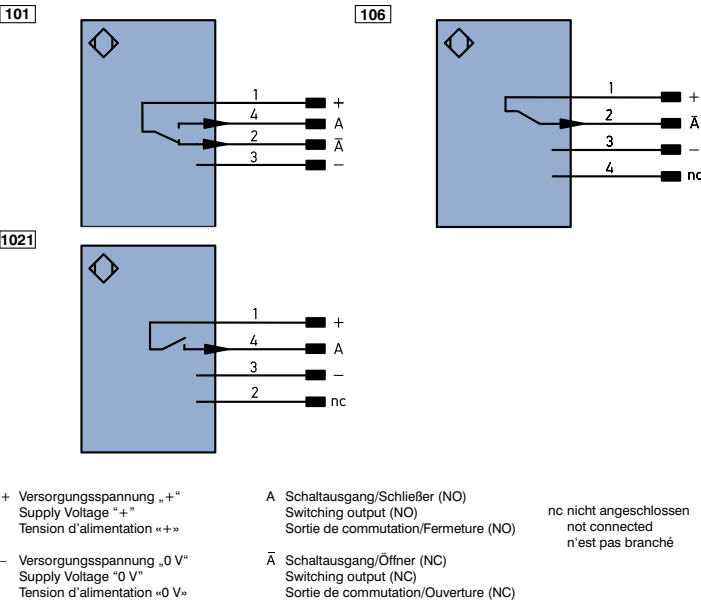 101
1 +
4 A
2 Ā
3 –
106
1 +
2 Ā
3 –
4 nc
1021
1 +
4 A
3 –
2 nc
+ Versorgungsspannung „+“
Supply Voltage “+”
Tension d'alimentation «+»
– Versorgungsspannung „0 V“
Supply Voltage “0 V”
Tension d'alimentation «0 V»
A Schaltausgang/Schließer (NO)
Switching output (NO)
Sortie de commutation/Fermeture (NO)
Ā Schaltausgang/Öffner (NC)
Switching output (NC)
Sortie de commutation/Ouverture (NC)
nc nicht angeschlossen
not connected
n'est pas branché